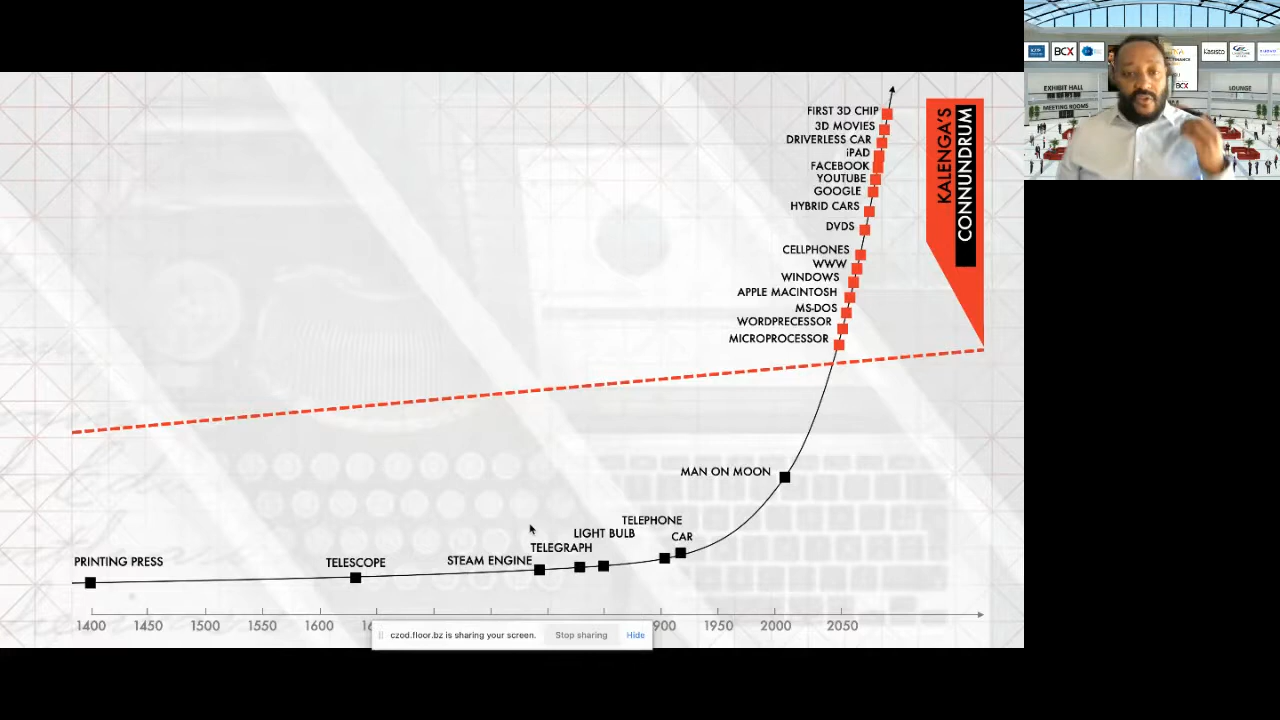 FIRST 3D CHIP
3D MOVIES
DRIVERLESS CAR
iPAD
FACEBOOK
YOUTUBE
GOOGLE
HYBRID CARS
DVDS
CELLPHONES
WWW
WINDOWS
APPLE MACINTOSH
MS-DOS
WORDPRECESSOR
MICROPROCESSOR
KALENGA'S
CONNUNDRUM
MAN ON MOON
TELEPHONE
LIGHT BULB
CAR
TELEGRAPH
STEAM ENGINE
TELESCOPE
PRINTING PRESS
1400 1450 1500 1550 1600 1950 2000 2050
czod.floor.bz is sharing your screen. Stop sharing Hide
BCX
kasisto
EXHIBIT HALL
MEETING ROOMS
LOUNGE
BCX